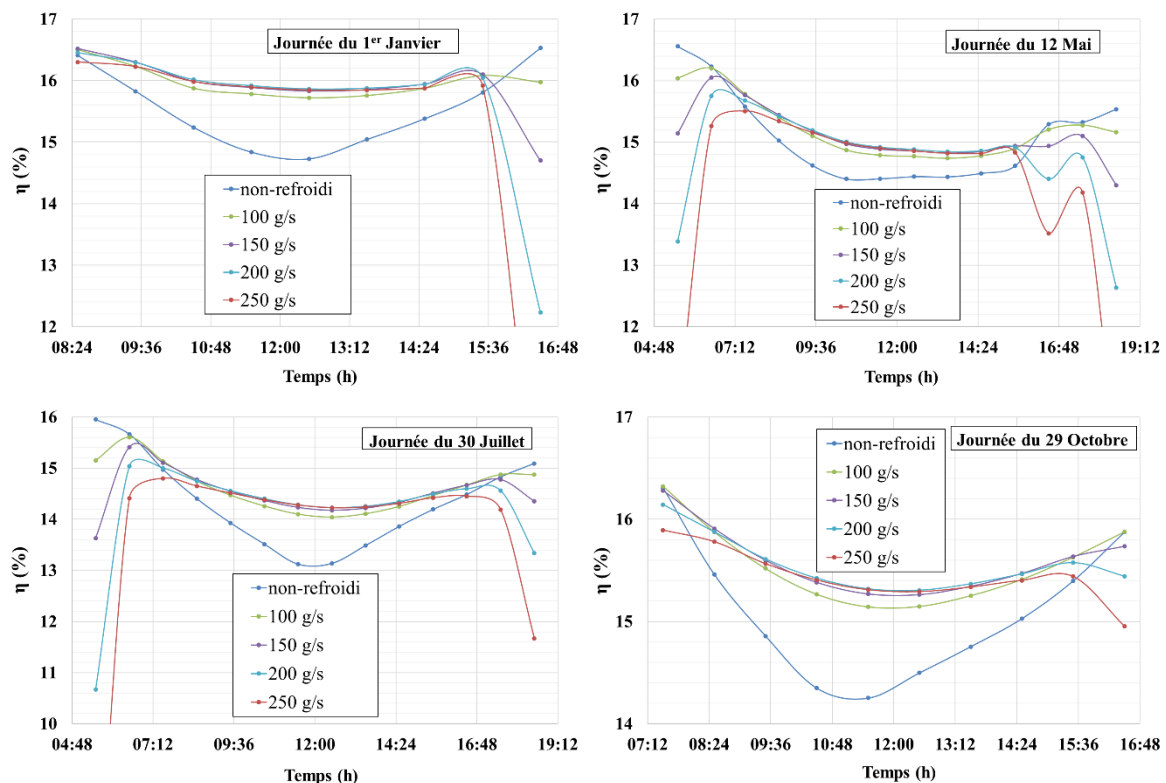 Journée du 1er Janvier
η (%)
17
16
15
14
13
12
non-refroidi
100 g/s
150 g/s
200 g/s
250 g/s
08:24 09:36 10:48 12:00 13:12 14:24 15:36 16:48
Temps (h)
Journée du 12 Mai
η (%)
17
16
15
14
13
12
non-refroidi
100 g/s
150 g/s
200 g/s
250 g/s
04:48 07:12 09:36 12:00 14:24 16:48 19:12
Temps (h)
Journée du 30 Juillet
η (%)
16
15
14
13
12
11
10
non-refroidi
100 g/s
150 g/s
200 g/s
250 g/s
04:48 07:12 09:36 12:00 14:24 16:48 19:12
Temps (h)
Journée du 29 Octobre
η (%)
17
16
15
14
non-refroidi
100 g/s
150 g/s
200 g/s
250 g/s
07:12 08:24 09:36 10:48 12:00 13:12 14:24 15:36 16:48
Temps (h)